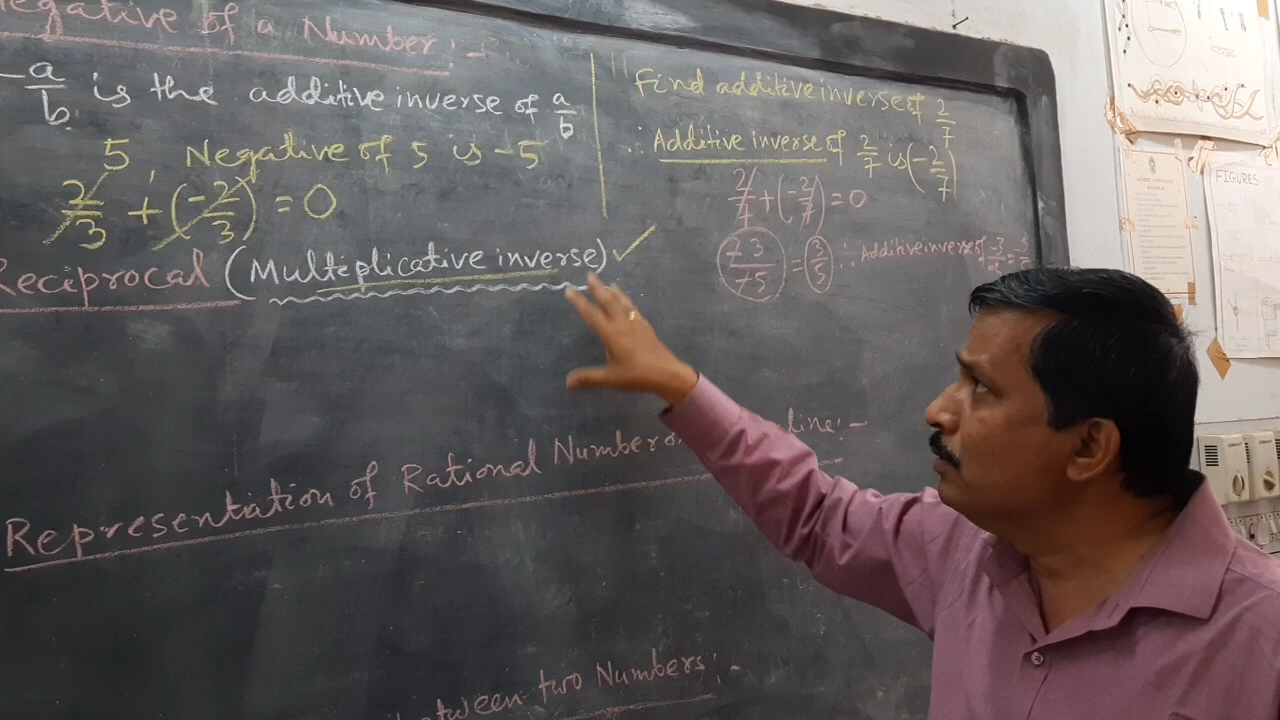 Negative of a Number:-
-a/b is the additive inverse of a/b
5, Negative of 5 is -5
2/3 + (-2/3) = 0
Reciprocal (Multiplicative inverse) ✓
Find additive inverse of 2/7
∴ Additive inverse of 2/7 is (-2/7)
2/7 + (-2/7) = 0
-3/-5 = 3/5 ∴ Additive inverse of -3/-5 =
Representation of Rational Number line:-
between two Numbers:-
FIGURES